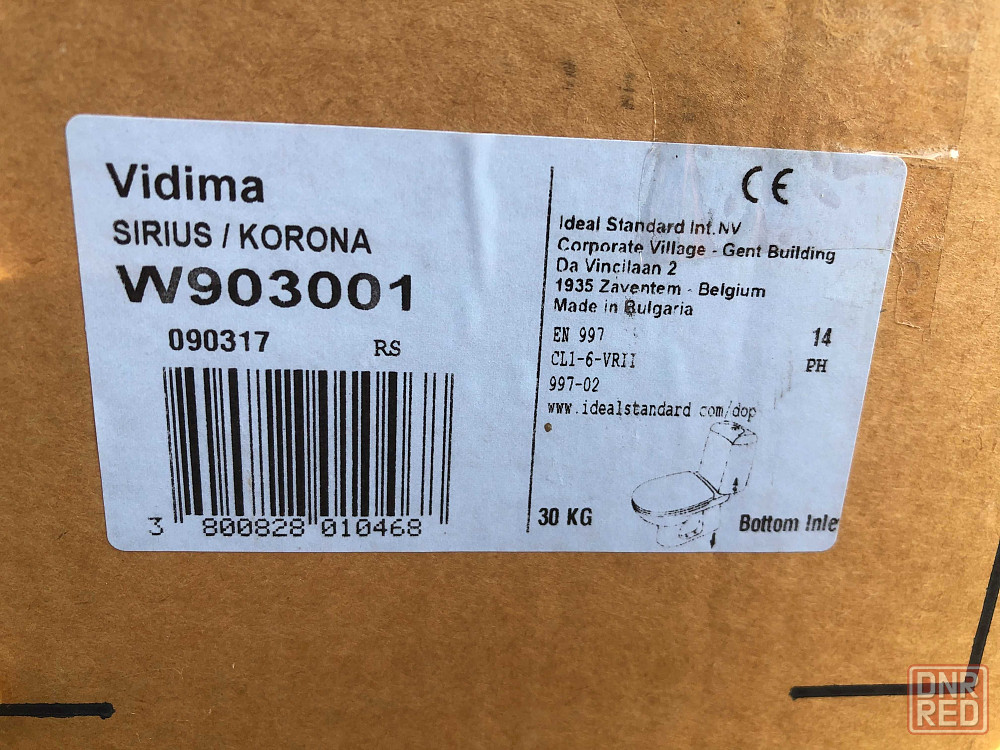 Vidima
SIRIUS / KORONA
W903001
090317 RS
3 800828 010468
CE
Ideal Standard Int. NV
Corporate Village - Gent Building
Da Vincilaan 2
1935 Zaventem - Belgium
Made in Bulgaria
EN 997 14
CL1-6-VRII PH
997-02
www.idealstandard.com/dop
30 KG
Bottom Inle
DNR
RED